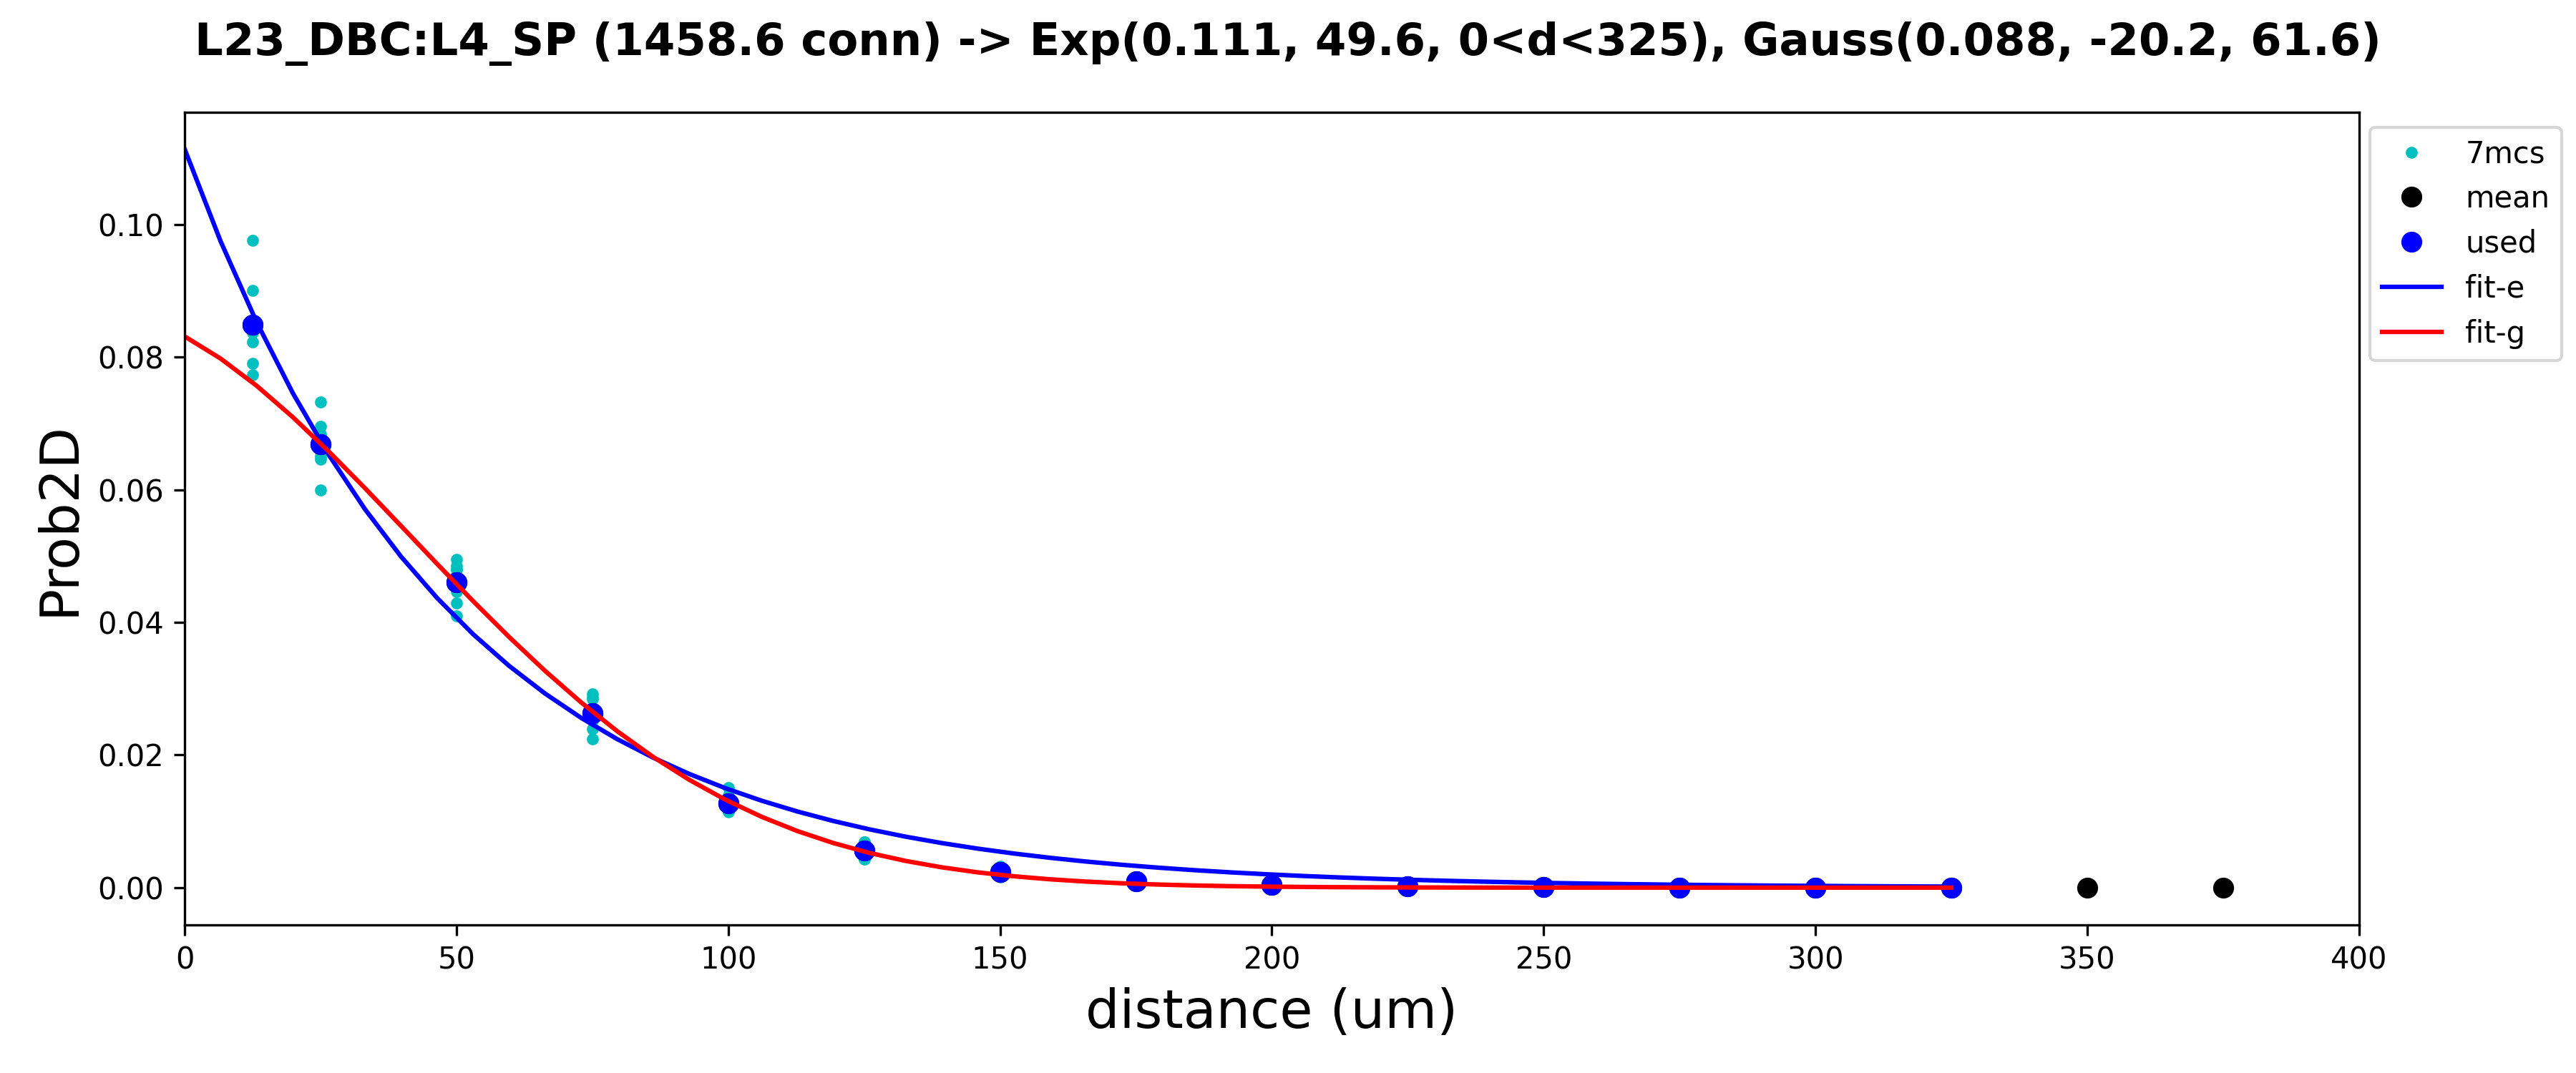 L23_DBC:L4_SP (1458.6 conn) -> Exp(0.111, 49.6, 0<d<325), Gauss(0.088, -20.2, 61.6)
7mcs
mean
used
fit-e
fit-g
Prob2D
0.10
0.08
0.06
0.04
0.02
0.00
0 50 100 150 200 250 300 350 400
distance (um)